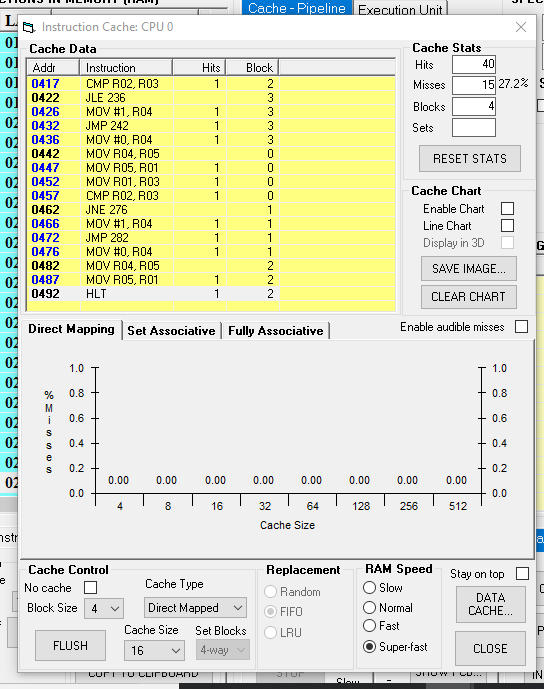 Cache - Pipeline Execution Unit
Instruction Cache: CPU 0
Cache Data
Addr Instruction Hits Block
0417 CMP R02, R03 1 2
0422 JLE 236 3
0426 MOV #1, R04 1 3
0432 JMP 242 1 3
0436 MOV #0, R04 1 3
0442 MOV R04, R05 0
0447 MOV R05, R01 1 0
0452 MOV R01, R03 1 0
0457 CMP R02, R03 1 0
0462 JNE 276 1
0466 MOV #1, R04 1 1
0472 JMP 282 1 1
0476 MOV #0, R04 1 1
0482 MOV R04, R05 2
0487 MOV R05, R01 1 2
0492 HLT 1 2
Cache Stats
Hits 40
Misses 15 27.2%
Blocks 4
Sets
RESET STATS
Cache Chart
Enable Chart
Line Chart
Display in 3D
SAVE IMAGE...
CLEAR CHART
Direct Mapping Set Associative Fully Associative
Enable audible misses
% Misses
1.0 1.0
0.8 0.8
0.6 0.6
0.4 0.4
0.2 0.2
0.0 0.0
0.00 0.00 0.00 0.00 0.00 0.00 0.00 0.00
4 8 16 32 64 128 256 512
Cache Size
Cache Control
No cache
Block Size 4
FLUSH
Cache Type
Direct Mapped
Cache Size
16
Set Blocks
4-way
Replacement
Random
FIFO
LRU
RAM Speed
Slow
Normal
Fast
Super-fast
Stay on top
DATA
CACHE...
CLOSE